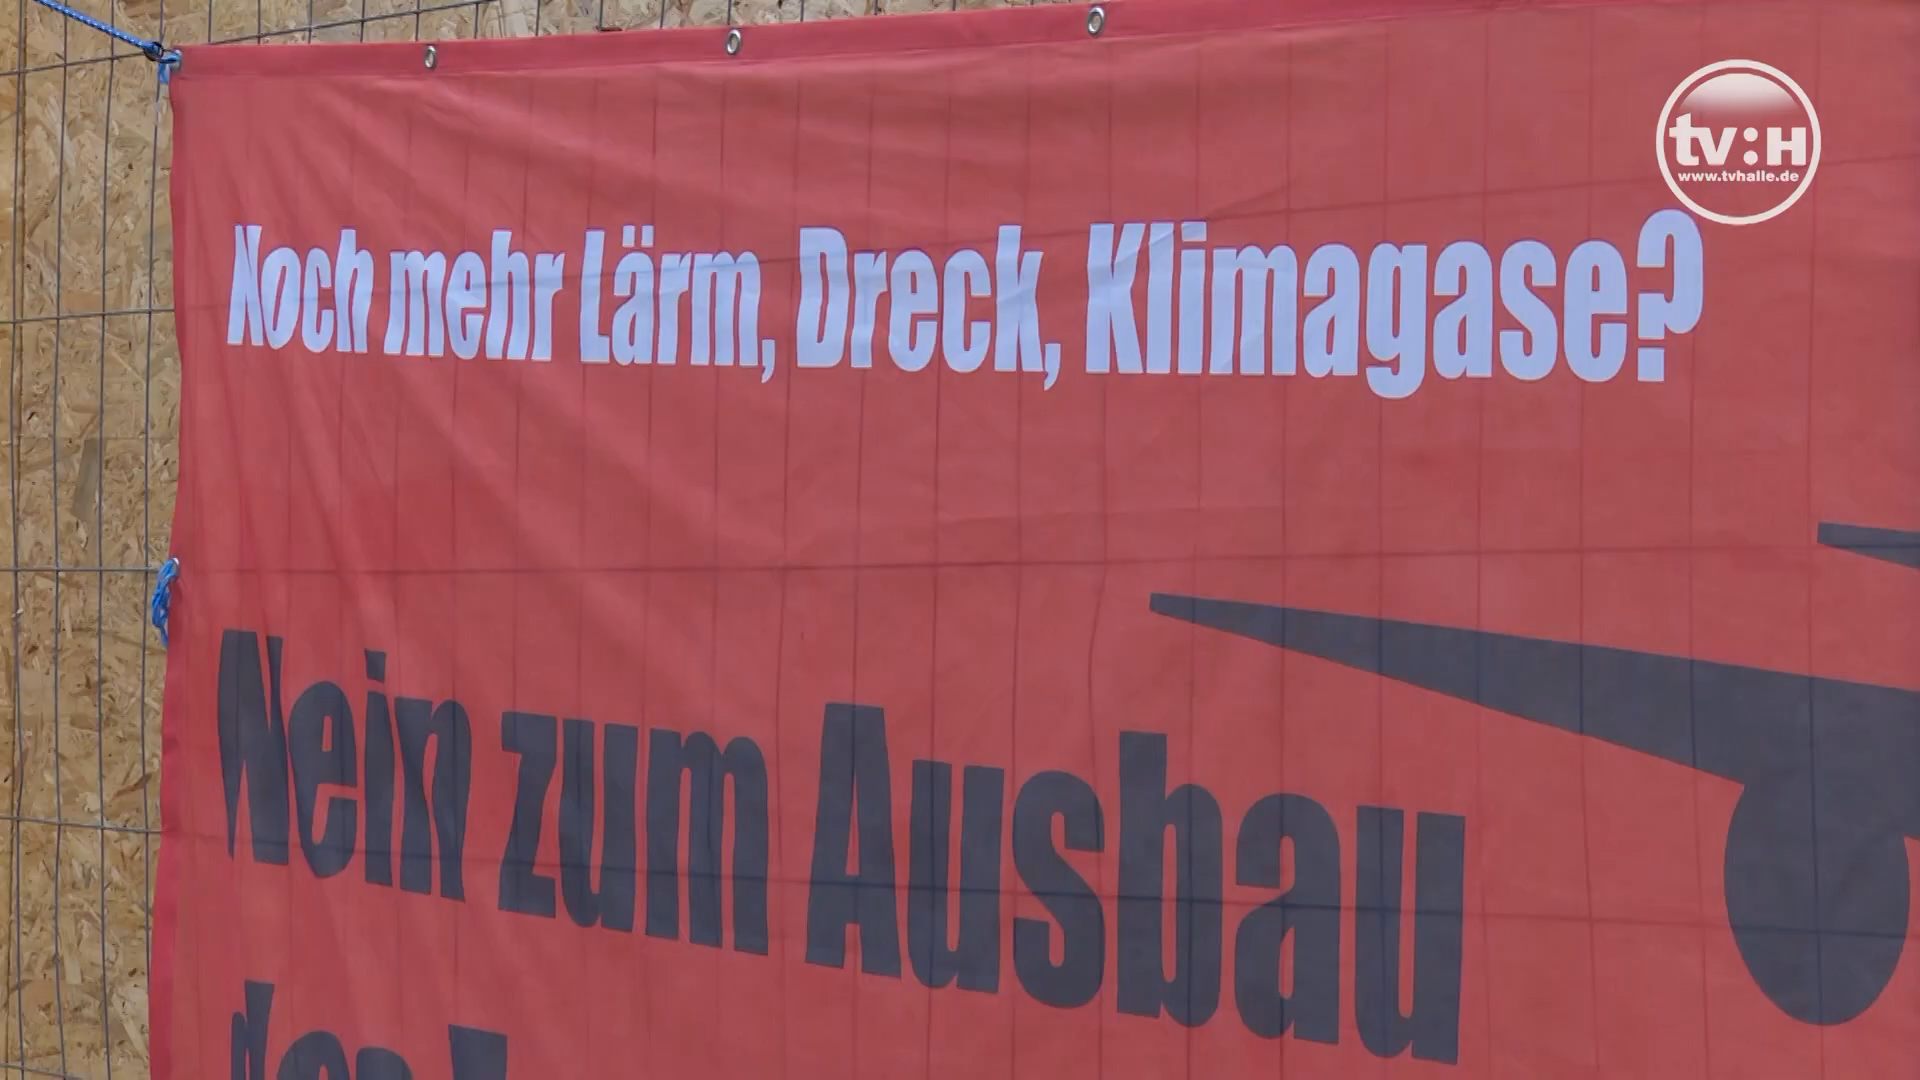 tv:H
www.tvhalle.de
Noch mehr Lärm, Dreck, Klimagase?
Nein zum Ausbau